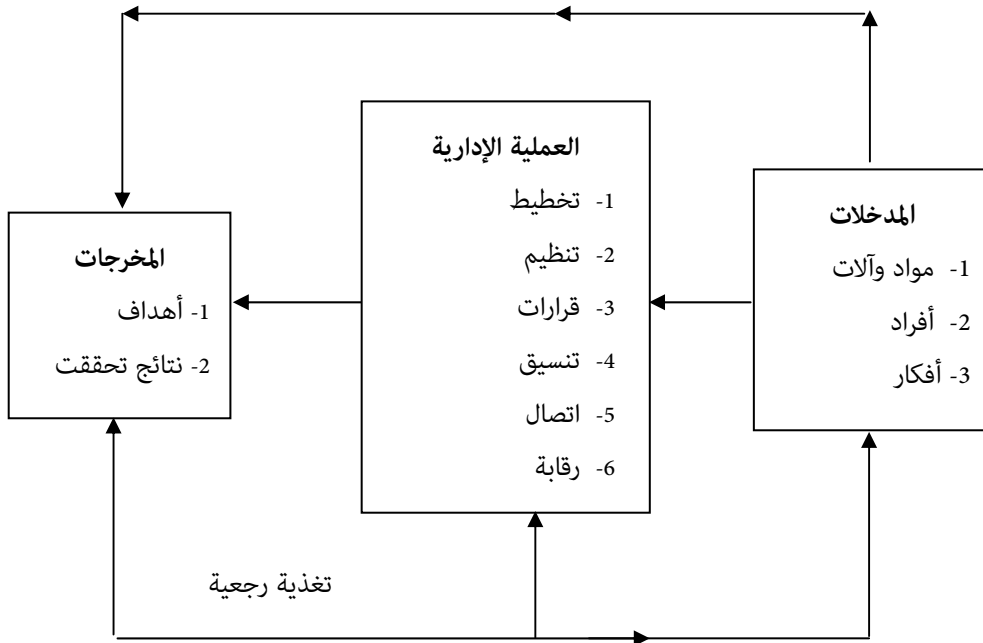 المدخلات
1- مواد وآلات
2- أفراد
3- أفكار
العملية الإدارية
1- تخطيط
2- تنظيم
3- قرارات
4- تنسيق
5- اتصال
6- رقابة
المخرجات
1- أهداف
2- نتائج تحققت
تغذية رجعية